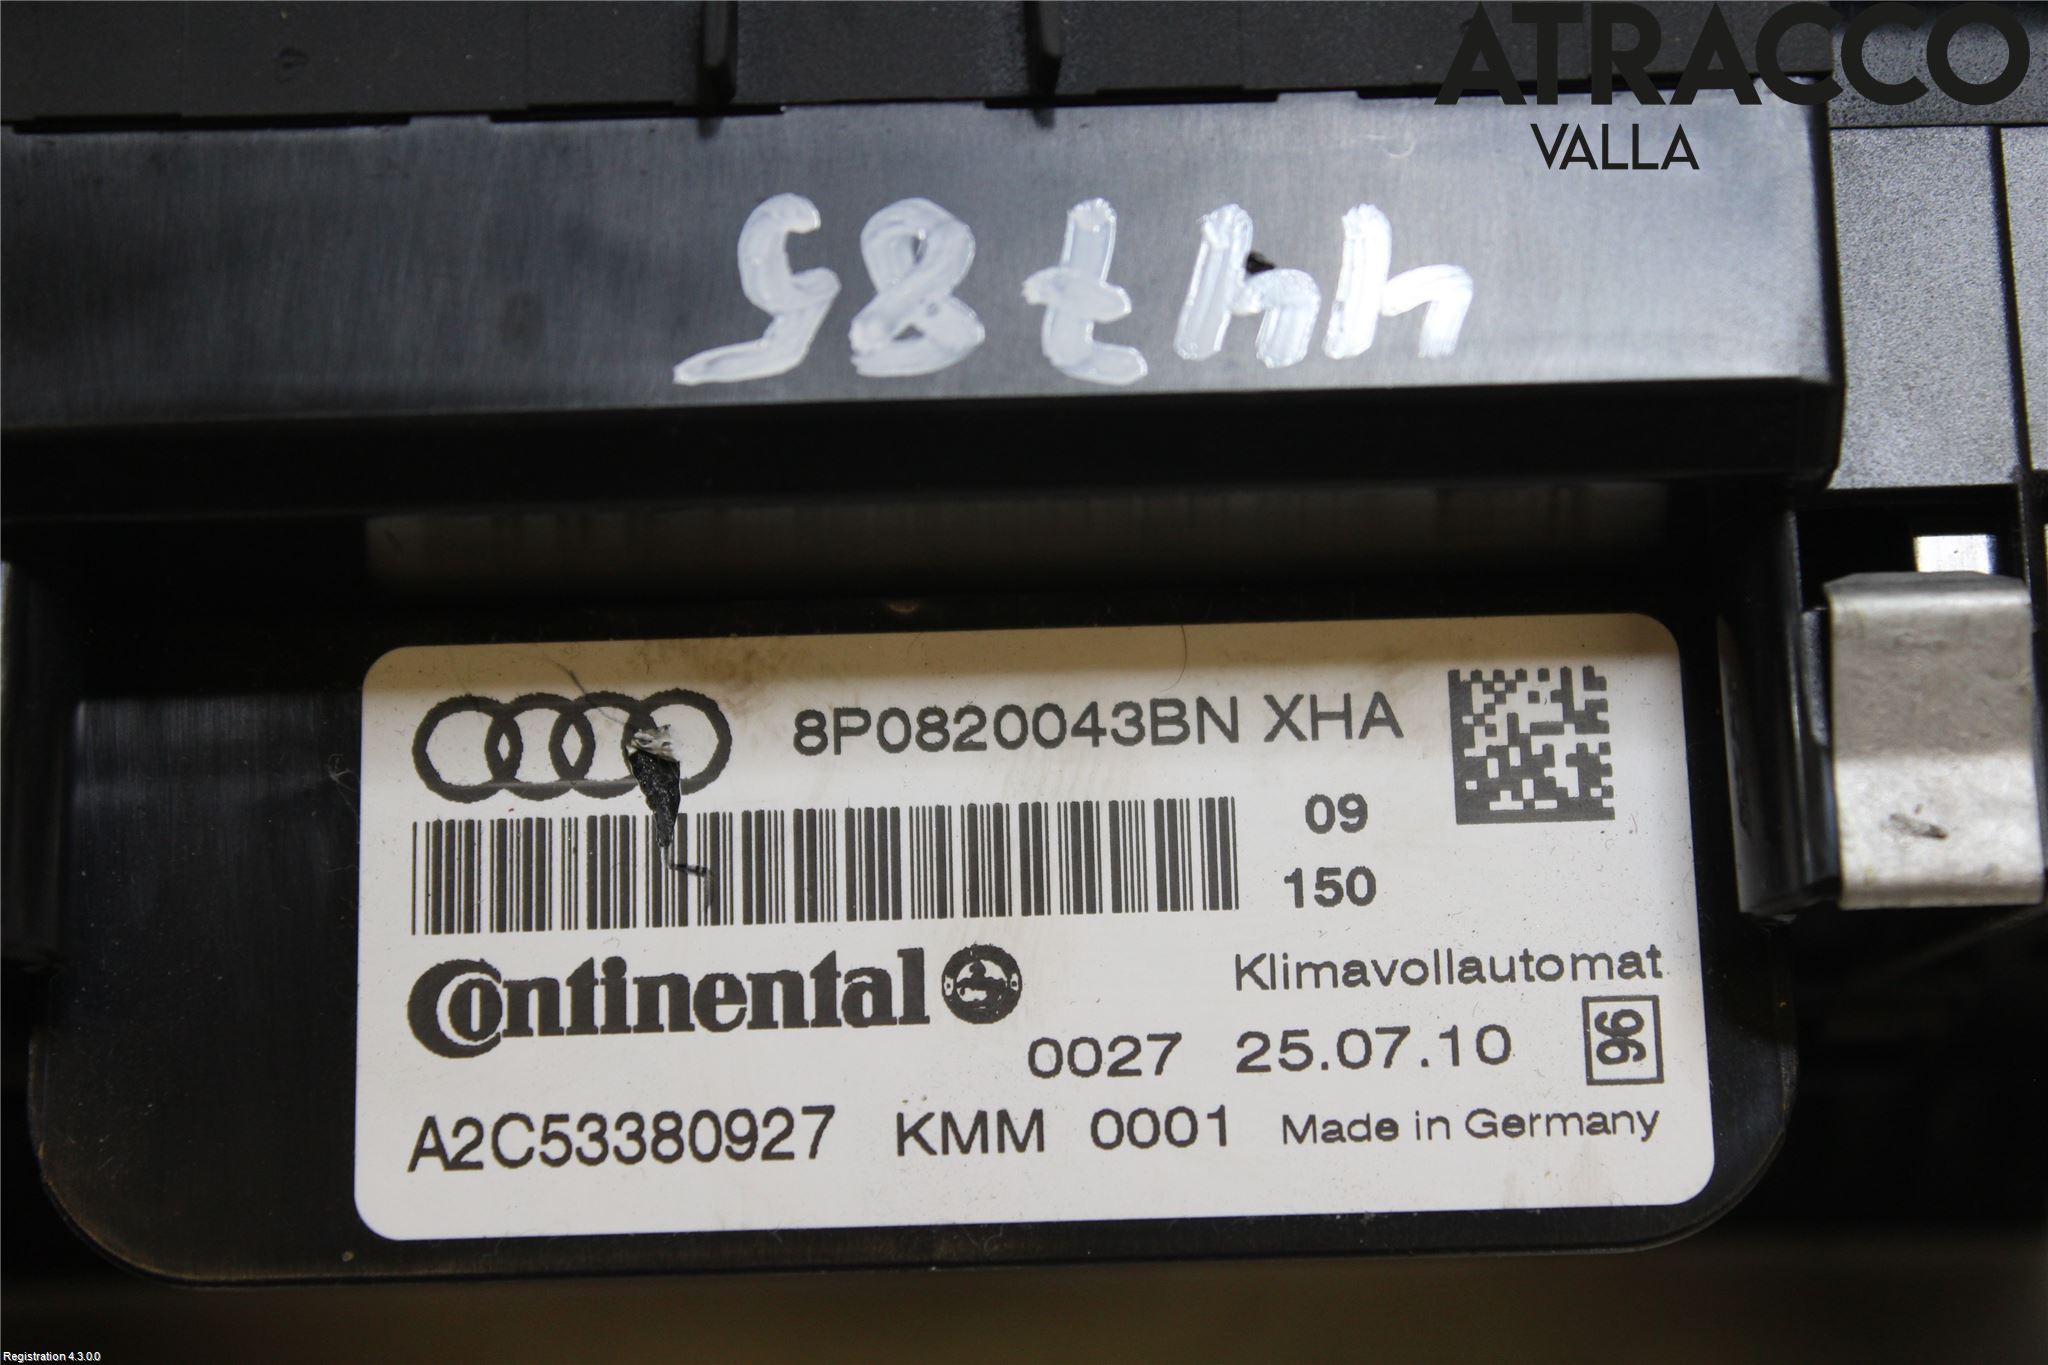 ATRACCO
VALLA
44785
8P0820043BN XHA
09
150
Continental
Klimavollautomat
0027 25.07.10 96
A2C53380927 KMM 0001 Made in Germany
Registration 4.3.0.0